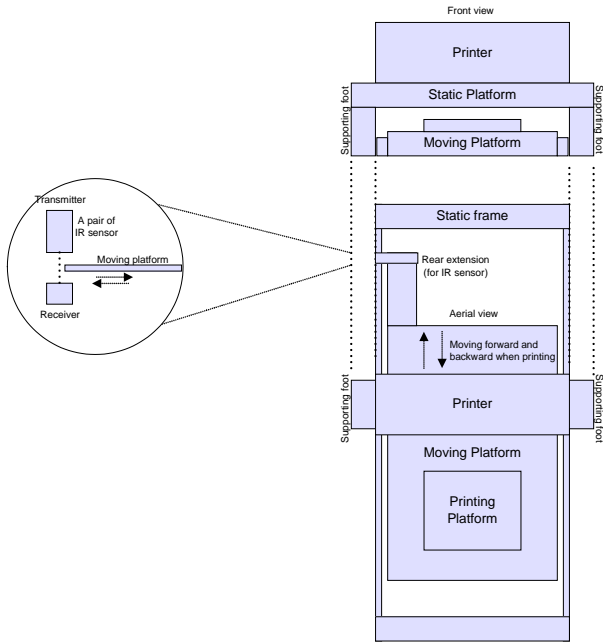 Front view
Printer
Static Platform
Supporting foot
Supporting foot
Moving Platform
Transmitter
A pair of
IR sensor
Moving platform
Receiver
Static frame
Rear extension
(for IR sensor)
Aerial view
Moving forward and
backward when printing
Supporting foot
Printer
Supporting foot
Moving Platform
Printing
Platform